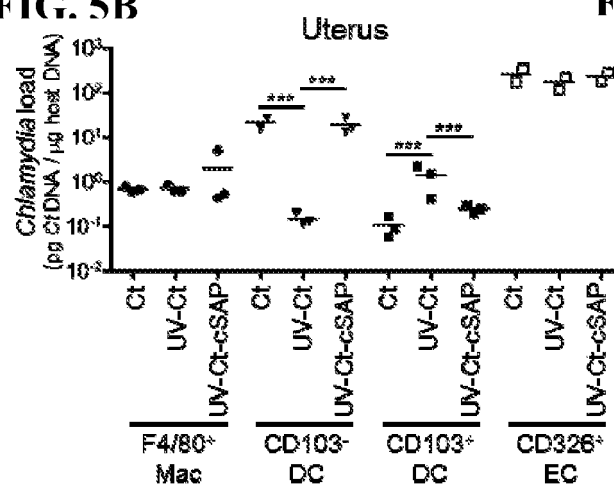 FIG. 5B
Uterus
Chlamydia load
(pg Ct DNA / µg host DNA)
10³
10²
10¹
10⁰
10⁻¹
10⁻²
*** *** *** ***
Ct UV-Ct UV-Ct-cSAP Ct UV-Ct UV-Ct-cSAP Ct UV-Ct UV-Ct-cSAP Ct UV-Ct UV-Ct-cSAP
F4/80⁺ CD103⁻ CD103⁺ CD326⁺
Mac DC DC EC